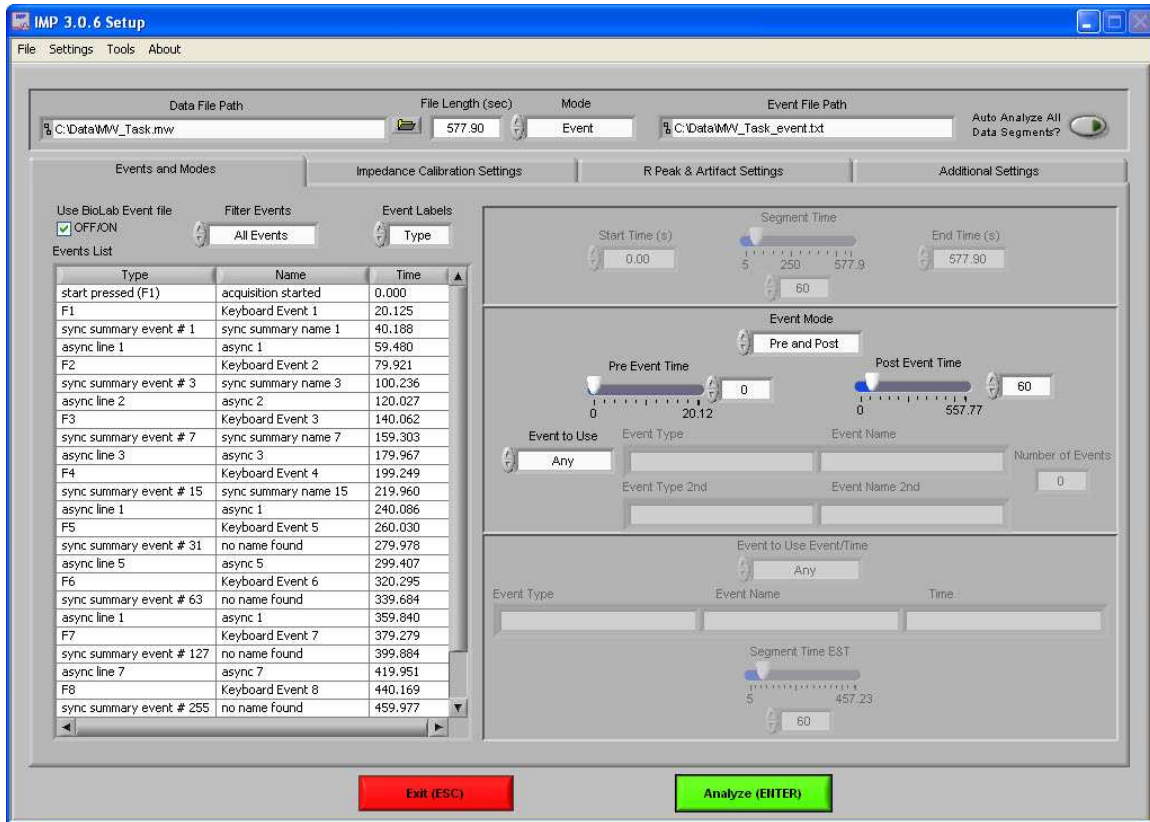 IMP 3.0.6 Setup
File Settings Tools About
Data File Path File Length (sec) Mode Event File Path
C:\Data\MW_Task.mw 577.90 Event C:\Data\MW_Task_event.txt
Auto Analyze All
Data Segments?
Events and Modes Impedance Calibration Settings R Peak & Artifact Settings Additional Settings
Use BioLab Event file Filter Events Event Labels
OFF/ON All Events Type
Events List
Type Name Time
start pressed (F1) acquisition started 0.000
F1 Keyboard Event 1 20.125
sync summary event # 1 sync summary name 1 40.188
async line 1 async 1 59.480
F2 Keyboard Event 2 79.921
sync summary event # 3 sync summary name 3 100.236
async line 2 async 2 120.027
F3 Keyboard Event 3 140.062
sync summary event # 7 sync summary name 7 159.303
async line 3 async 3 179.967
F4 Keyboard Event 4 199.249
sync summary event # 15 sync summary name 15 219.960
async line 1 async 1 240.086
F5 Keyboard Event 5 260.030
sync summary event # 31 no name found 279.978
async line 5 async 5 299.407
F6 Keyboard Event 6 320.295
sync summary event # 63 no name found 339.684
async line 1 async 1 359.840
F7 Keyboard Event 7 379.279
sync summary event # 127 no name found 399.884
async line 7 async 7 419.951
F8 Keyboard Event 8 440.169
sync summary event # 255 no name found 459.977
Segment Time
Start Time (s) End Time (s)
0.00 5 250 577.9 577.90
60
Event Mode
Pre and Post
Pre Event Time Post Event Time
0 60
0 20.12 0 557.77
Event to Use Event Type Event Name
Any
Number of Events
0
Event Type 2nd Event Name 2nd
Event to Use Event/Time
Any
Event Type Event Name Time
Segment Time E&T
5 457.23
60
Exit (ESC) Analyze (ENTER)